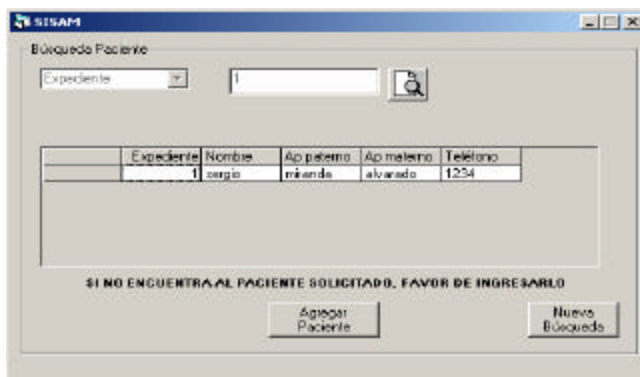 SISAM
Búsqueda Paciente
Expediente 1
Expediente Nombre Ap paterno Ap materno Teléfono
1 sergio miranda alvarado 1234
SI NO ENCUENTRA AL PACIENTE SOLICITADO, FAVOR DE INGRESARLO
Agregar Paciente
Nueva Búsqueda